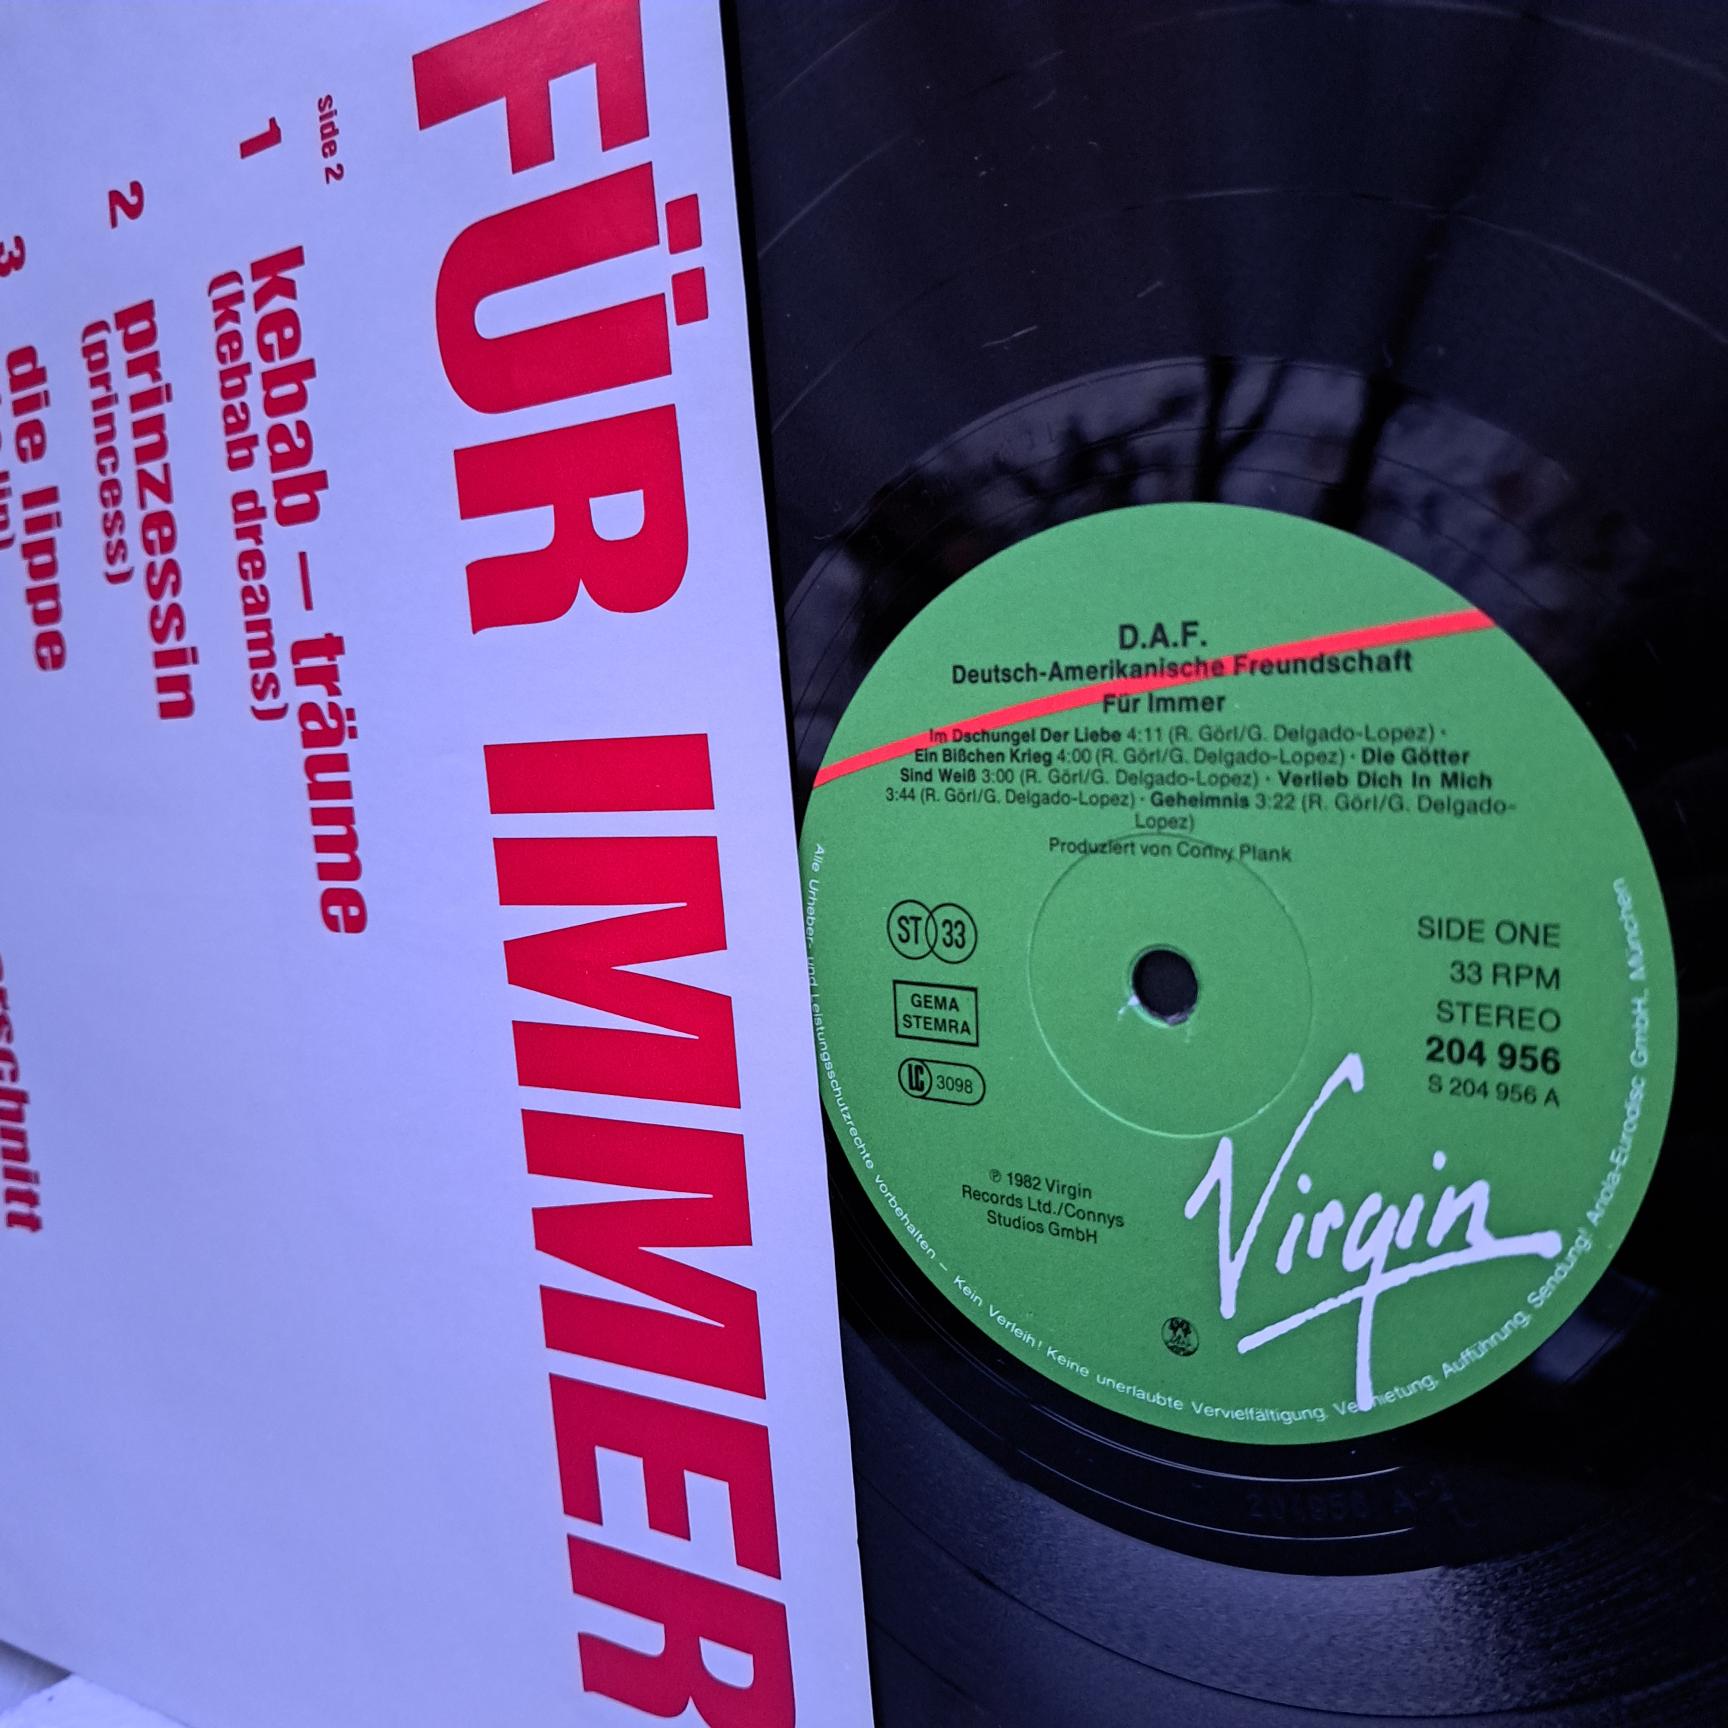 FÜR IMMER
side 2
1 kebab – träume
(kebab dreams)
2 prinzessin
(princess)
3 die lippe
D.A.F.
Deutsch-Amerikanische Freundschaft
Für Immer
Im Dschungel Der Liebe 4:11 (R. Görl/G. Delgado-Lopez) ·
Ein Bißchen Krieg 4:00 (R. Görl/G. Delgado-Lopez) · Die Götter
Sind Weiß 3:00 (R. Görl/G. Delgado-Lopez) · Verlieb Dich In Mich
3:44 (R. Görl/G. Delgado-Lopez) · Geheimnis 3:22 (R. Görl/G. Delgado-
Lopez)
Produziert von Conny Plank
ST 33
GEMA
STEMRA
LC 3098
SIDE ONE
33 RPM
STEREO
204 956
S 204 956 A
℗ 1982 Virgin
Records Ltd./Connys
Studios GmbH
Virgin
Alle Urheber- und Leistungsschutzrechte vorbehalten – Kein Verleih! Keine unerlaubte Vervielfältigung, Vermietung, Aufführung, Sendung! Ariola-Eurodisc GmbH, München
204956 A-2